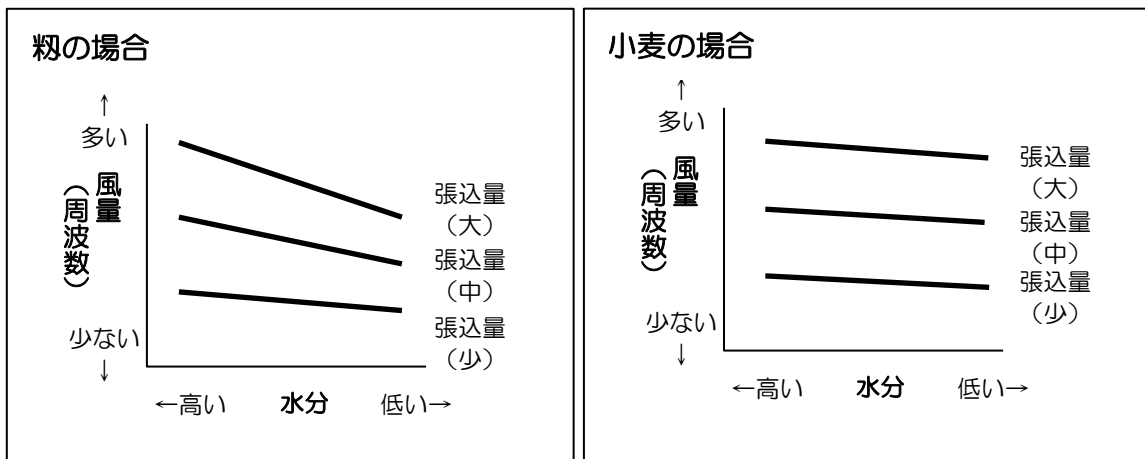 籾の場合
↑
多い
風量
（周波数）
少ない
↓
張込量
（大）
張込量
（中）
張込量
（少）
←高い 水分 低い→
小麦の場合
↑
多い
風量
（周波数）
少ない
↓
張込量
（大）
張込量
（中）
張込量
（少）
←高い 水分 低い→